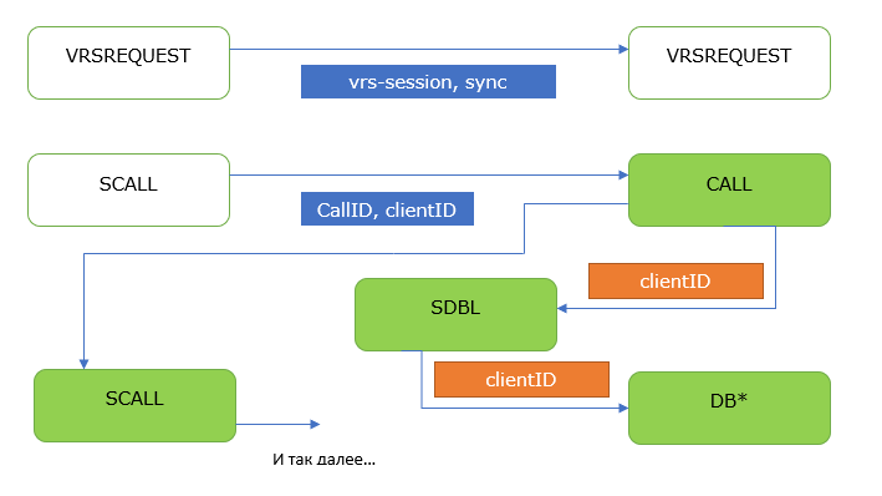 VRSREQUEST
VRSREQUEST
vrs-session, sync
SCALL
CALL
CallID, clientID
clientID
SDBL
clientID
SCALL
DB*
И так далее...